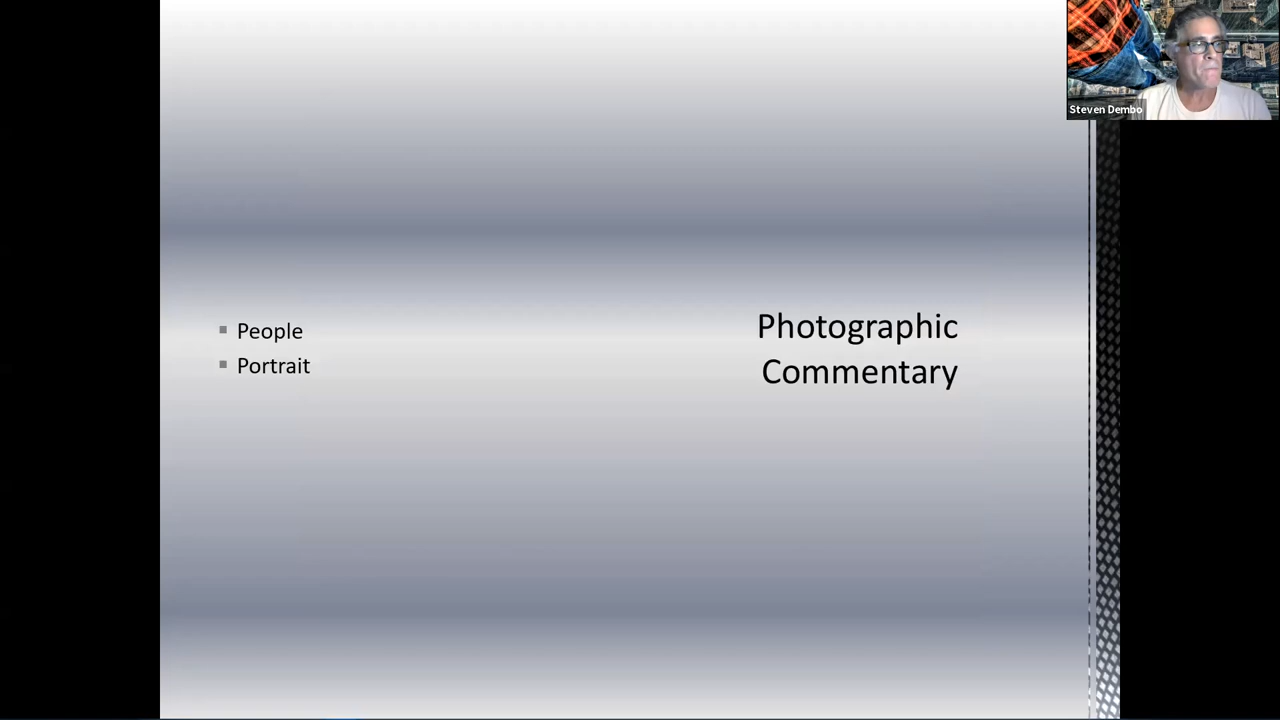 Steven Dembo
People
Portrait
Photographic
Commentary